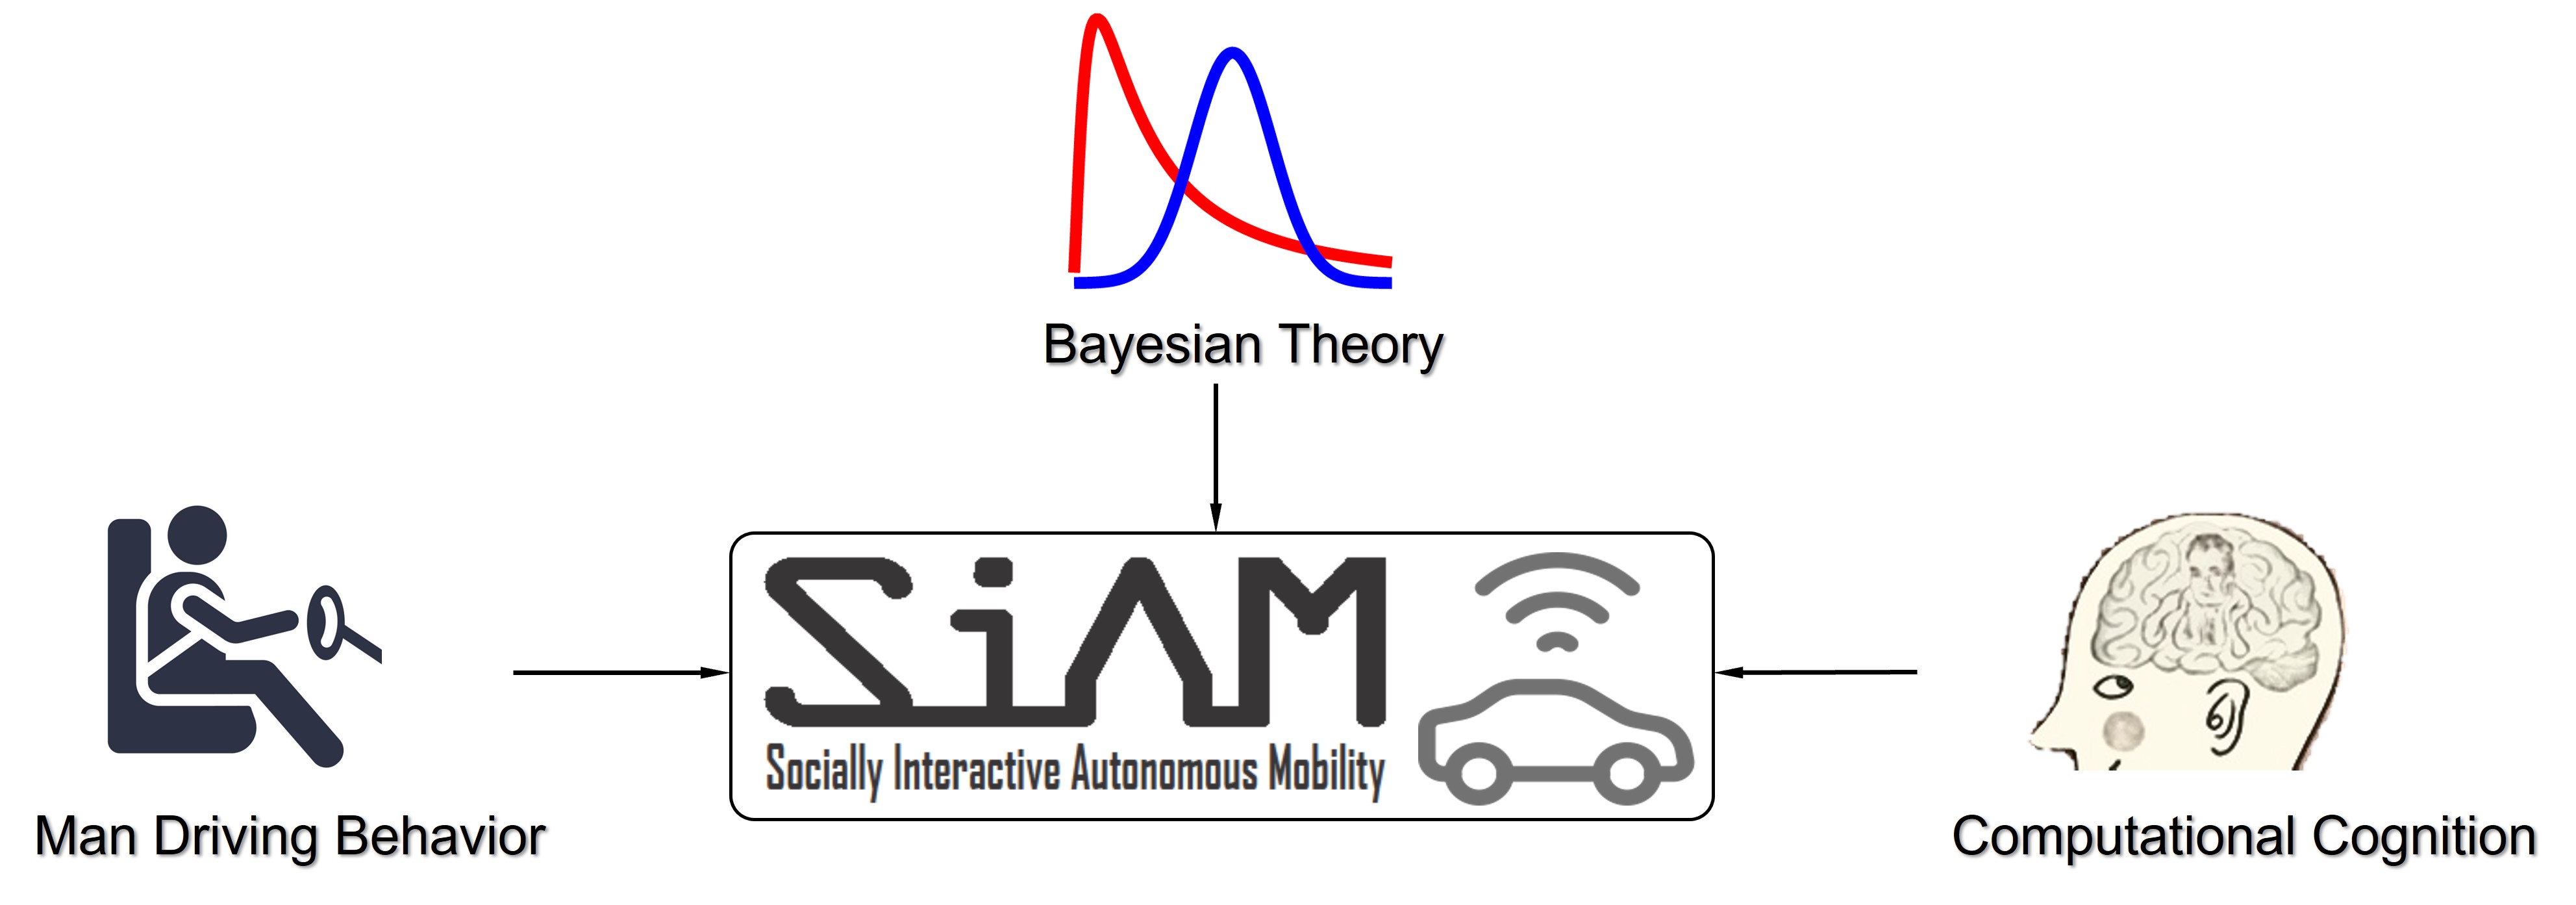 Bayesian Theory
SiAM
Socially Interactive Autonomous Mobility
Man Driving Behavior
Computational Cognition